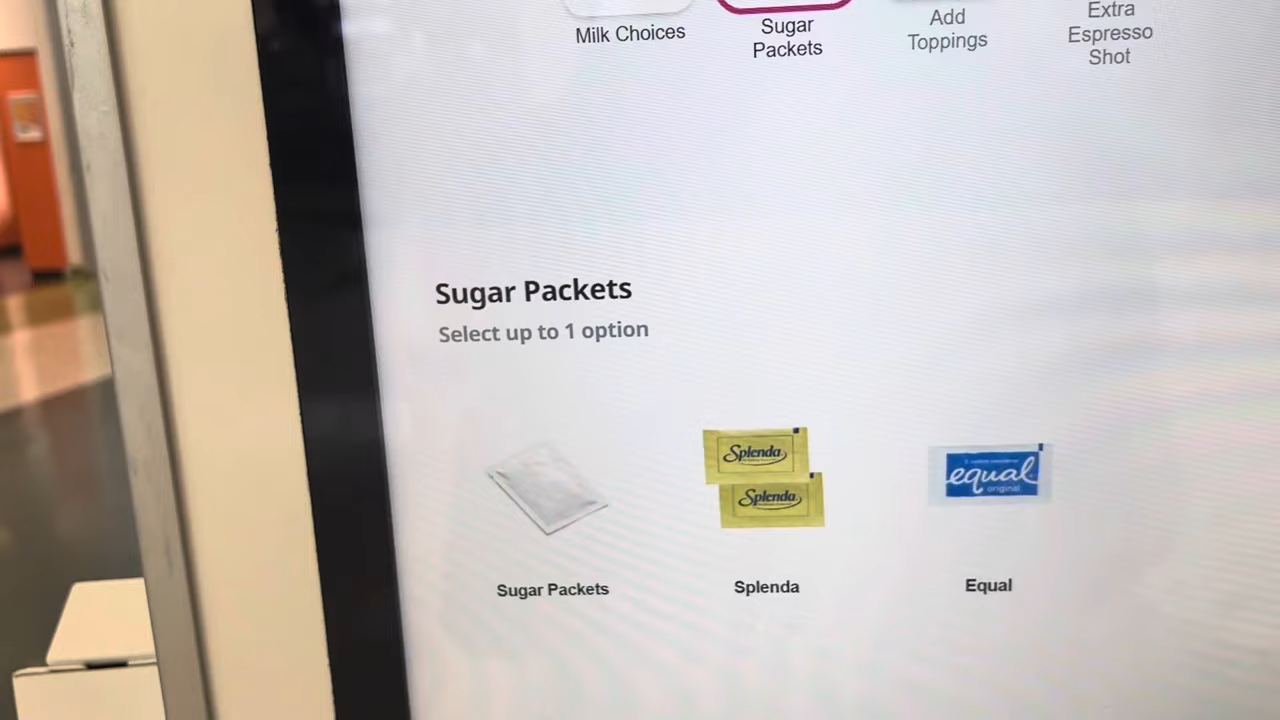 Milk Choices
Sugar
Packets
Add
Toppings
Extra
Espresso
Shot
Sugar Packets
Select up to 1 option
Splenda
Splenda
equal
original
Sugar Packets
Splenda
Equal